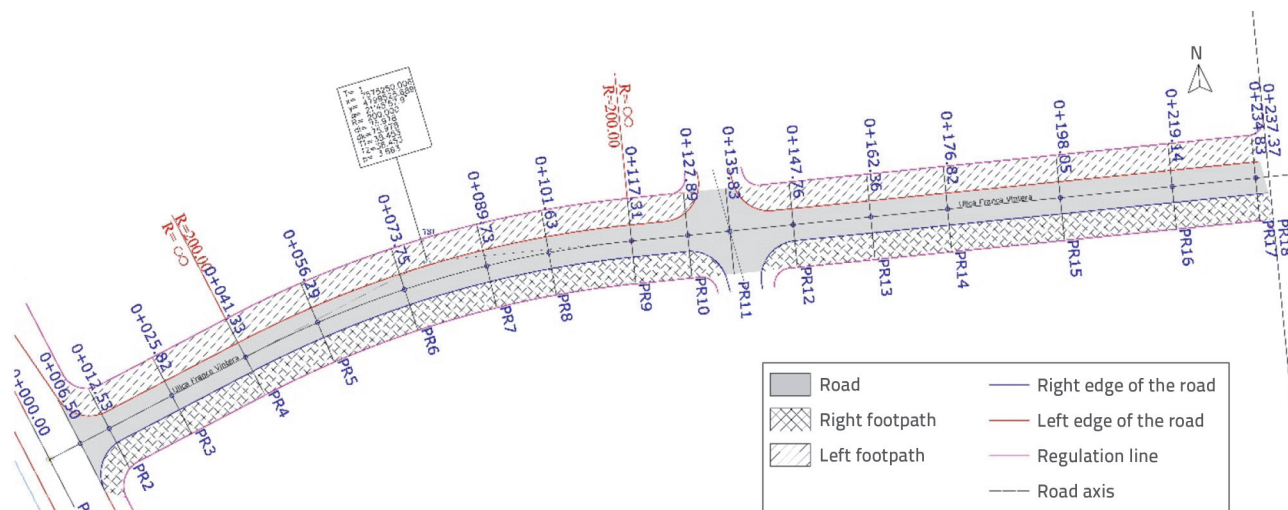 0+000.00
0+006.50
0+012.53
0+025.92
R=200.00
R= ∞
0+041.33
0+056.29
0+073.75
0+089.73
0+101.63
R= ∞
R=200.00
0+117.31
0+127.89
0+135.83
0+147.76
0+162.36
0+176.82
0+198.05
0+219.14
0+234.83
0+237.37
N
Ulica Franca Vintera
Ulica Franca Vintera
PR2
PR3
PR4
PR5
PR6
PR7
PR8
PR9
PR10
PR11
PR12
PR13
PR14
PR15
PR16
PR17
PR18
Road
Right footpath
Left footpath
Right edge of the road
Left edge of the road
Regulation line
Road axis